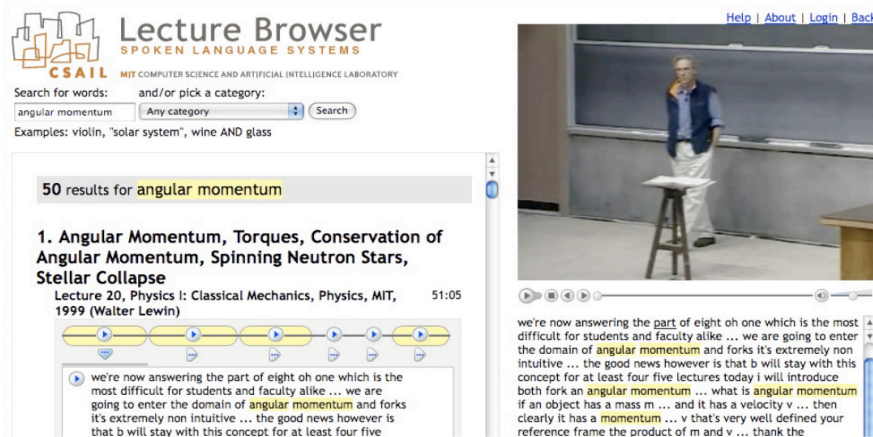 Help | About | Login | Back
Lecture Browser
SPOKEN LANGUAGE SYSTEMS
CSAIL MIT COMPUTER SCIENCE AND ARTIFICIAL INTELLIGENCE LABORATORY
Search for words: and/or pick a category:
angular momentum Any category Search
Examples: violin, "solar system", wine AND glass
50 results for angular momentum
1. Angular Momentum, Torques, Conservation of
Angular Momentum, Spinning Neutron Stars,
Stellar Collapse
Lecture 20, Physics I: Classical Mechanics, Physics, MIT, 51:05
1999 (Walter Lewin)
we're now answering the part of eight oh one which is the
most difficult for students and faculty alike ... we are
going to enter the domain of angular momentum and forks
it's extremely non intuitive ... the good news however is
that b will stay with this concept for at least four five
we're now answering the part of eight oh one which is the most
difficult for students and faculty alike ... we are going to enter
the domain of angular momentum and forks it's extremely non
intuitive ... the good news however is that b will stay with this
concept for at least four five lectures today i will introduce
both fork an angular momentum ... what is angular momentum
if an object has a mass m ... and it has a velocity v ... then
clearly it has a momentum ... v that's very well defined your
reference frame the product of m and v ... thank the